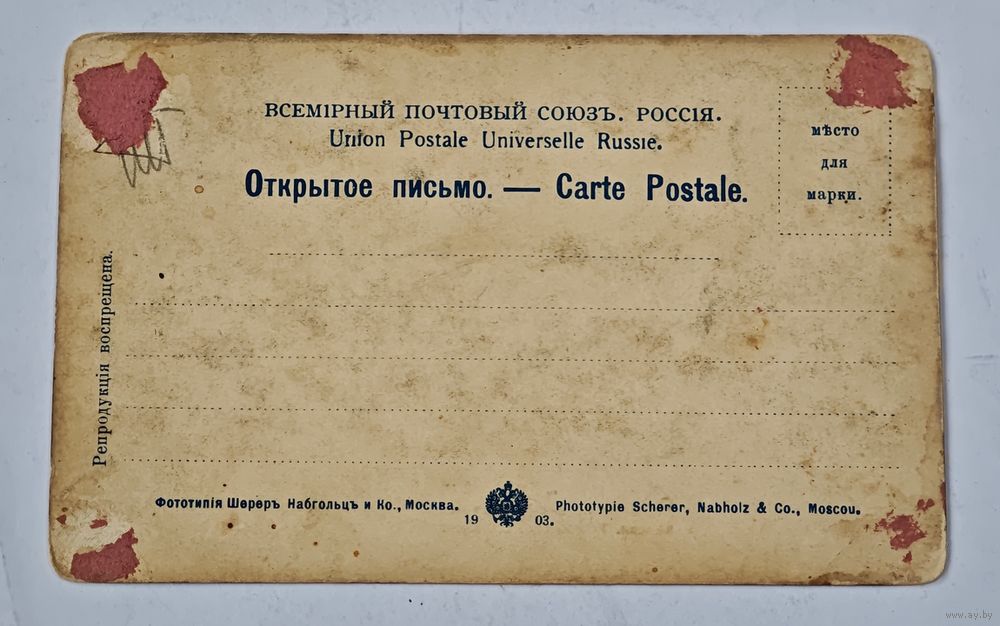 ВСЕМІРНЫЙ ПОЧТОВЫЙ СОЮЗЪ. РОССІЯ.
Union Postale Universelle Russie.
Открытое письмо. — Carte Postale.
мѣсто
для
марки.
Репродукція воспрещена.
Фототипія Шереръ Набгольцъ и Ко., Москва.
19 03.
Phototypie Scherer, Nabholz & Co., Moscou.
www.ay.by